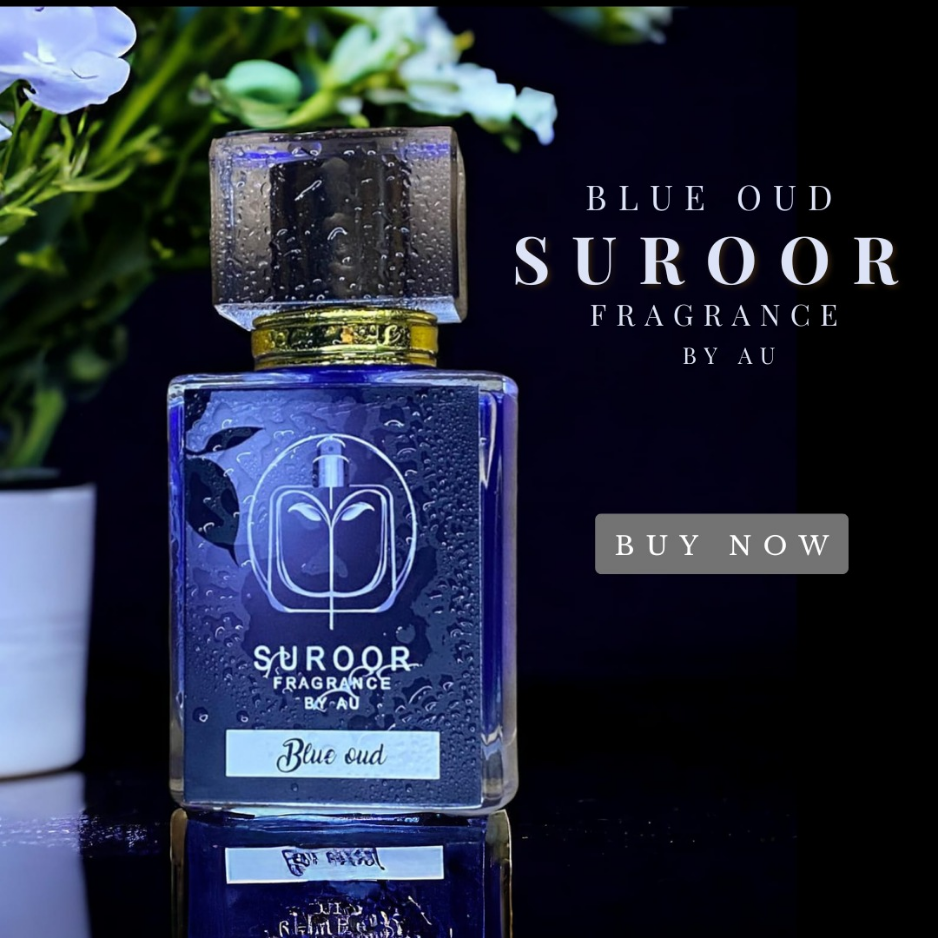 BLUE OUD
SUROOR
FRAGRANCE
BY AU
BUY NOW
SUROOR
FRAGRANCE
BY AU
Blue oud